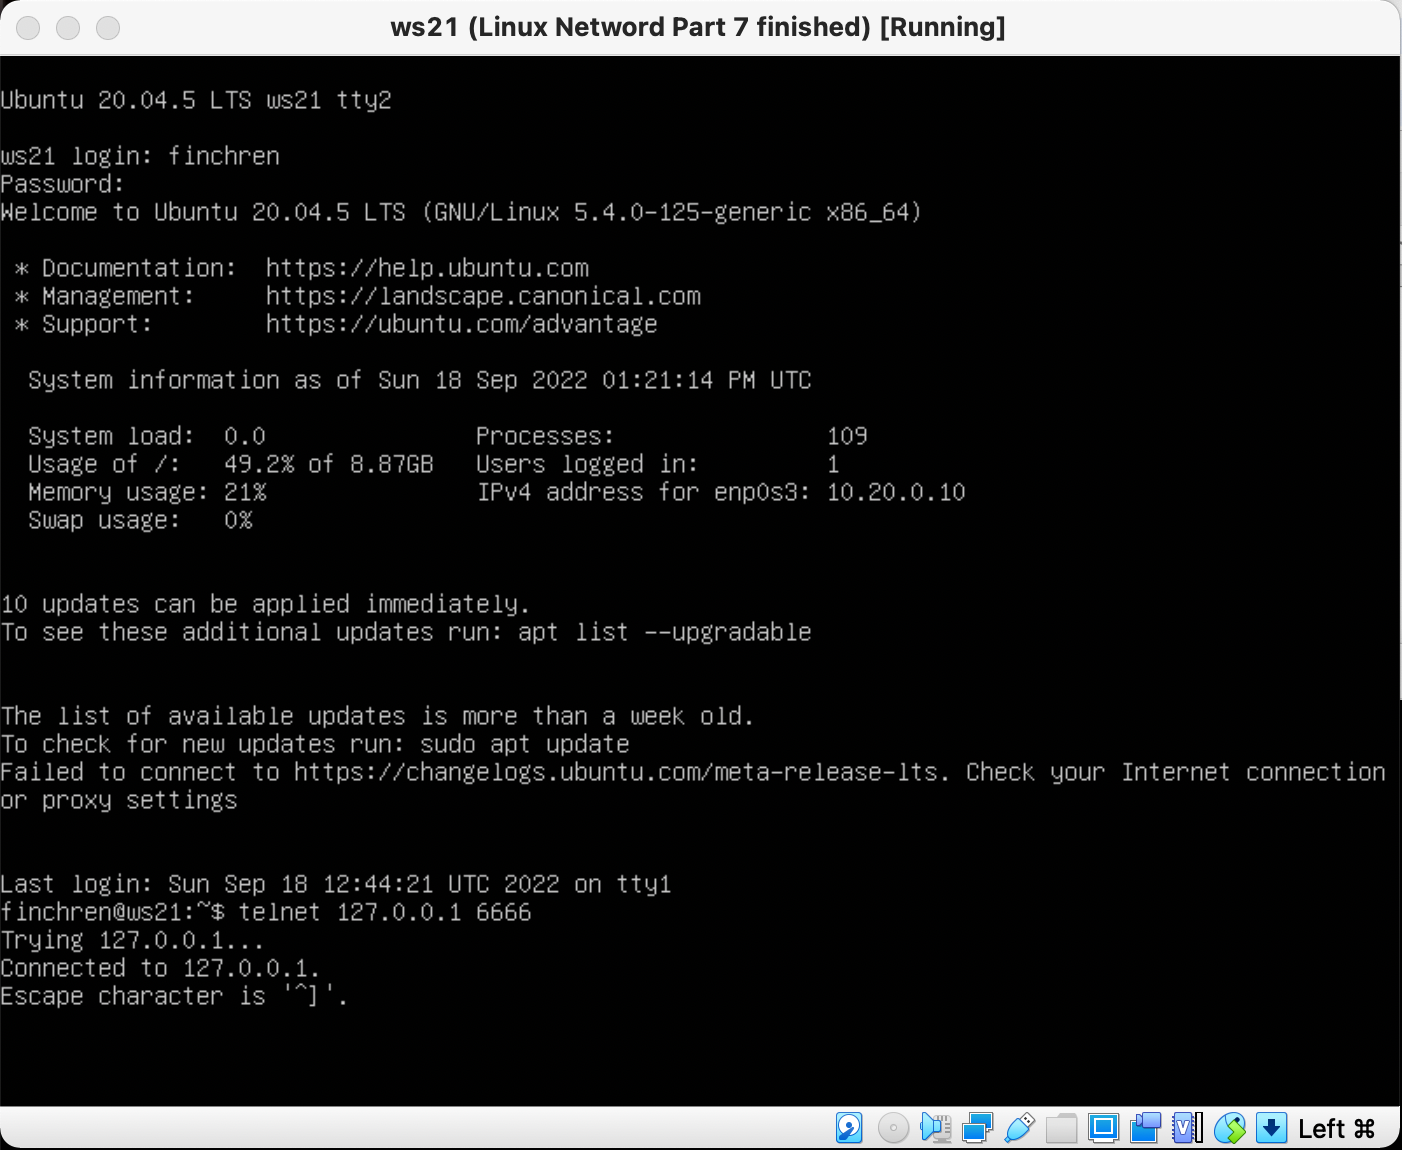 ws21 (Linux Netword Part 7 finished) [Running]
Ubuntu 20.04.5 LTS ws21 tty2
ws21 login: finchren
Password:
Welcome to Ubuntu 20.04.5 LTS (GNU/Linux 5.4.0-125-generic x86_64)
* Documentation:  https://help.ubuntu.com
* Management:     https://landscape.canonical.com
* Support:        https://ubuntu.com/advantage
System information as of Sun 18 Sep 2022 01:21:14 PM UTC
System load:  0.0               Processes:               109
Usage of /:   49.2% of 8.87GB   Users logged in:         1
Memory usage: 21%               IPv4 address for enp0s3: 10.20.0.10
Swap usage:   0%
10 updates can be applied immediately.
To see these additional updates run: apt list --upgradable
The list of available updates is more than a week old.
To check for new updates run: sudo apt update
Failed to connect to https://changelogs.ubuntu.com/meta-release-lts. Check your Internet connection
or proxy settings
Last login: Sun Sep 18 12:44:21 UTC 2022 on tty1
finchren@ws21:~$ telnet 127.0.0.1 6666
Trying 127.0.0.1...
Connected to 127.0.0.1.
Escape character is '^]'.
Left ⌘